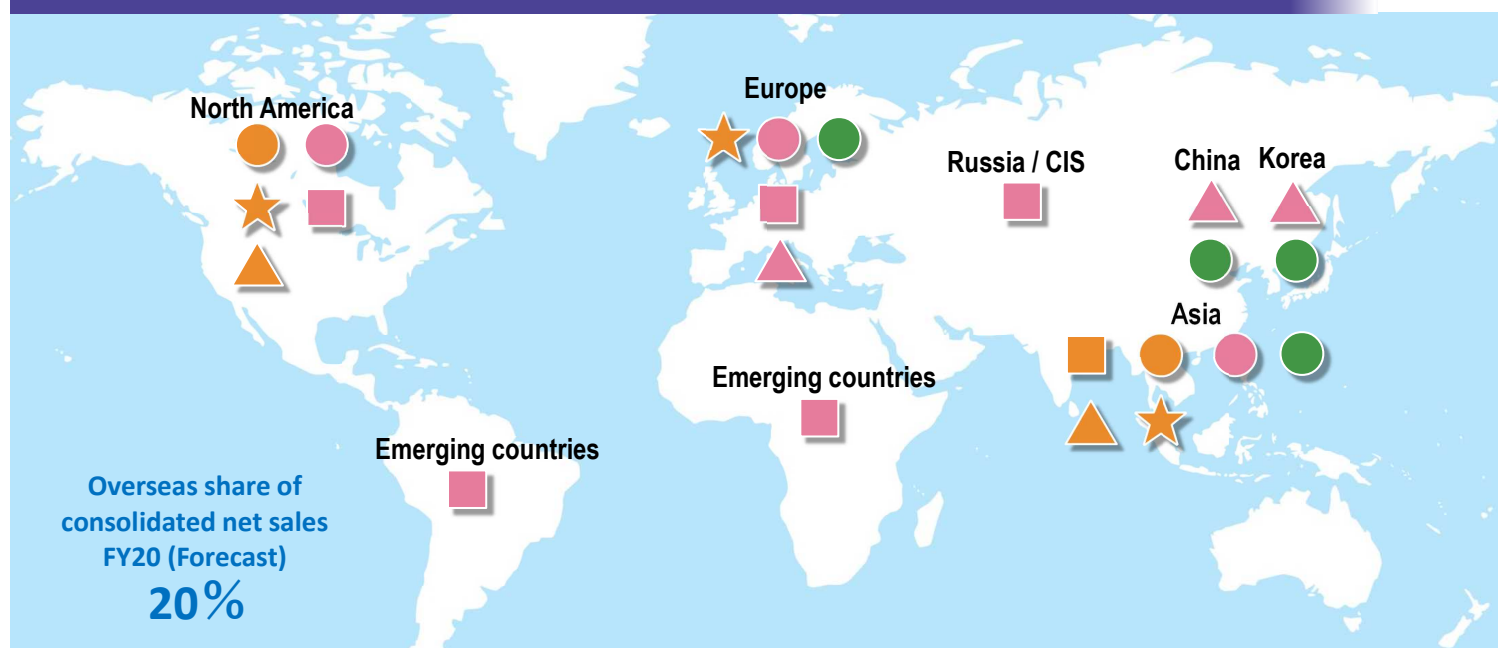 North America
Europe
Russia / CIS
China
Korea
Asia
Emerging countries
Emerging countries
Overseas share of
consolidated net sales
FY20 (Forecast)
20%